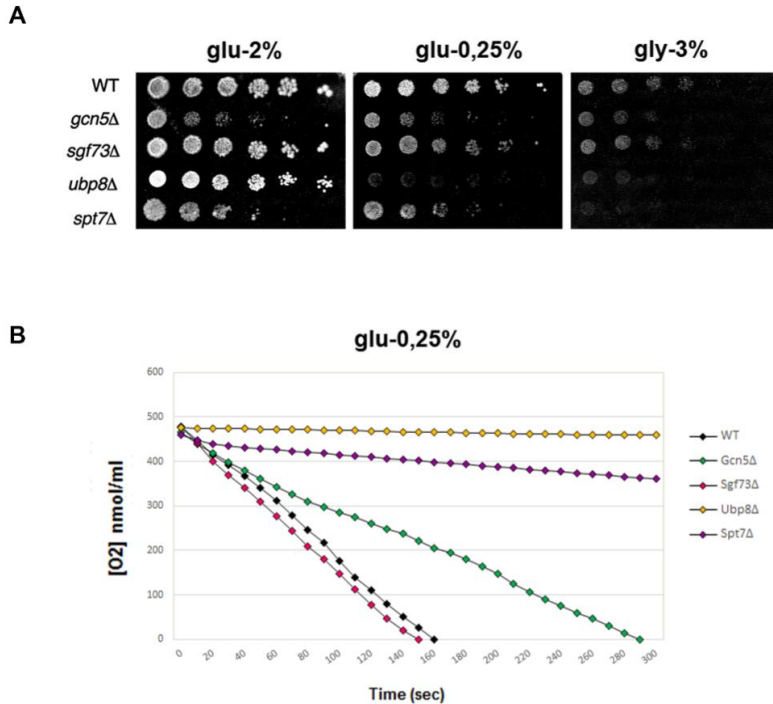 A
glu-2%
glu-0,25%
gly-3%
WT
gcn5Δ
sgf73Δ
ubp8Δ
spt7Δ
B
glu-0,25%
600
500
400
300
200
100
0
[O2] nmol/ml
0 20 40 60 80 100 120 140 160 180 200 220 240 260 280 300
Time (sec)
WT
Gcn5Δ
Sgf73Δ
Ubp8Δ
Spt7Δ